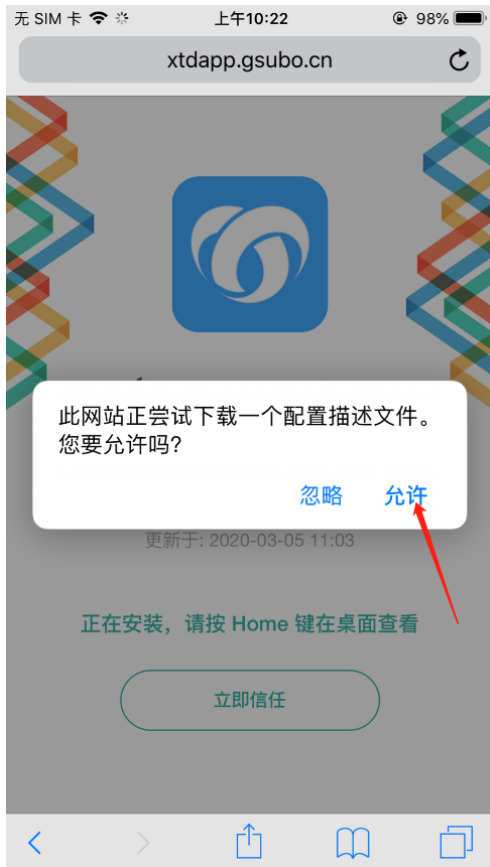 无 SIM 卡 上午10:22 98%
xtdapp.gsubo.cn
此网站正尝试下载一个配置描述文件。
您要允许吗?
忽略 允许
更新于: 2020-03-05 11:03
正在安装，请按 Home 键在桌面查看
立即信任